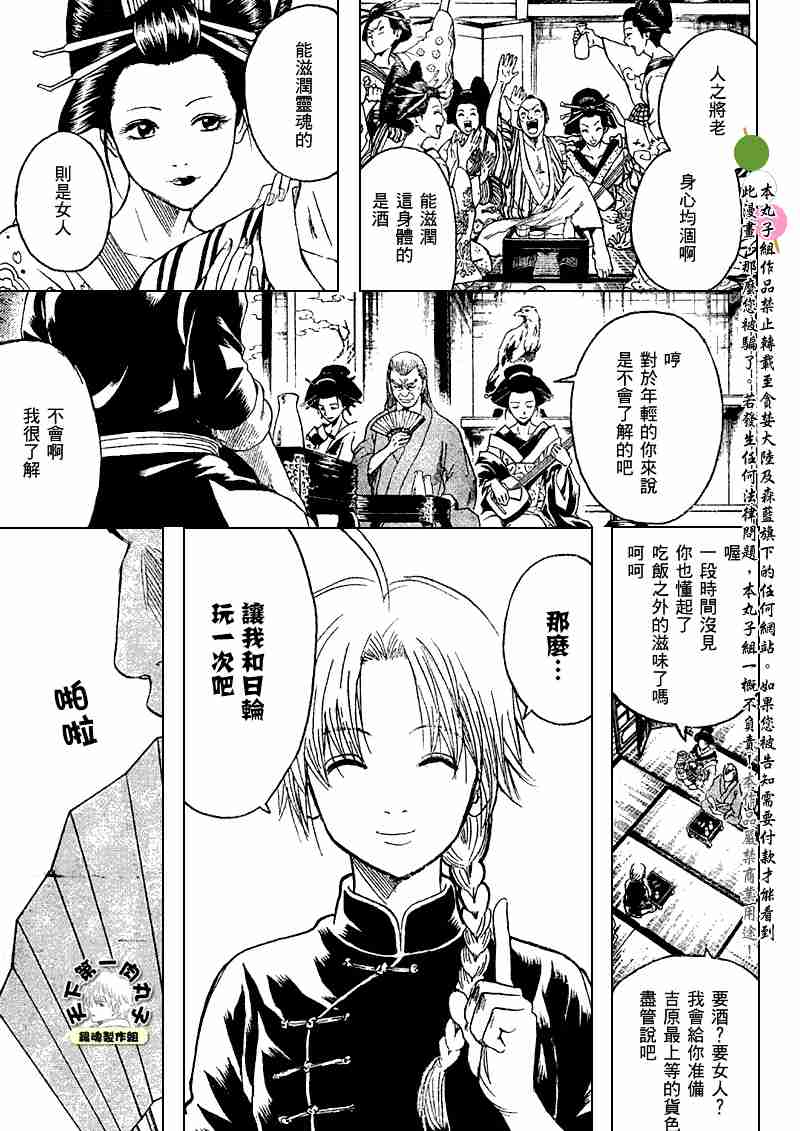 人之將老
身心均涸啊
能滋潤
這身體的
是酒
能滋潤靈魂的
則是女人
哼
對於年輕的你來說
是不會了解的吧
不會啊
我很了解
喔
一段時間沒見
你也懂起了
吃飯之外的滋味了嗎
呵呵
要酒?要女人?
我會給你准備
吉原最上等的貨色
盡管說吧
那麼…
讓我和日輪
玩一次吧
啪啦
本丸子組作品禁止轉載至貪婪大陸及森藍旗下的任何網站。如果您被告知需要付款才能看到
此漫畫,那麼您被騙了。若發生任何法律問題,本丸子組一概不負責!本作品嚴禁商業用途!
天下第一肉丸子
銀魂製作組